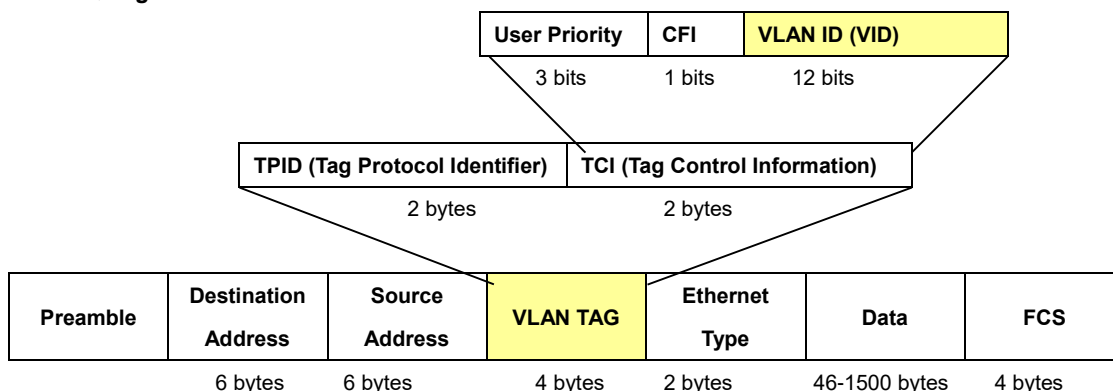 User Priority CFI VLAN ID (VID)
3 bits 1 bits 12 bits
TPID (Tag Protocol Identifier) TCI (Tag Control Information)
2 bytes 2 bytes
Preamble Destination Address Source Address VLAN TAG Ethernet Type Data FCS
6 bytes 6 bytes 4 bytes 2 bytes 46-1500 bytes 4 bytes